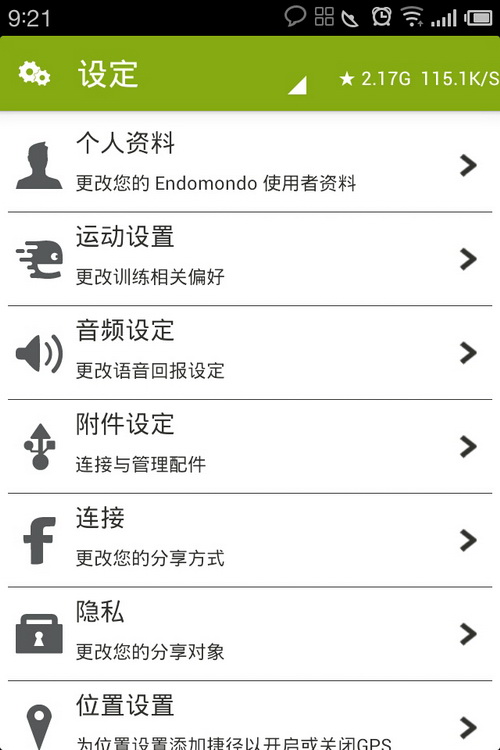 9:21
设定
★ 2.17G 115.1K/S
个人资料
更改您的 Endomondo 使用者资料
运动设置
更改训练相关偏好
音频设定
更改语音回报设定
附件设定
连接与管理配件
连接
更改您的分享方式
隐私
更改您的分享对象
位置设置
为位置设置添加捷径以开启或关闭GPS